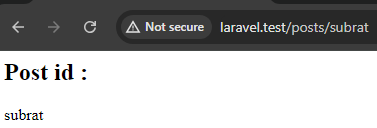 Not secure
laravel.test/posts/subrat
Post id :
subrat